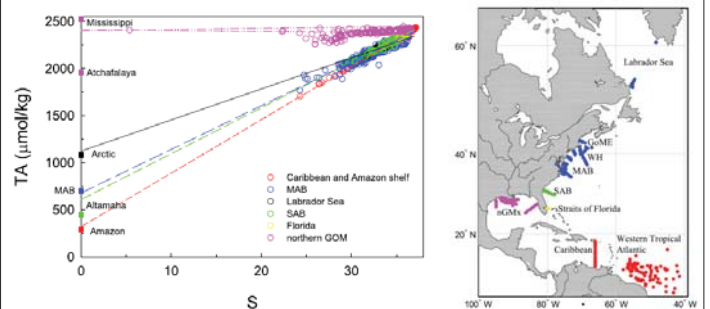 2500
2000
1500
1000
500
0
TA (μmol/kg)
Mississippi
Atchafalaya
Arctic
MAB
Altamaha
Amazon
Caribbean and Amazon shelf
MAB
Labrador Sea
SAB
Florida
northern GOM
0
10
20
30
S
60° N
40° N
20° N
Labrador Sea
GoME
WH
MAB
SAB
nGMx
Straits of Florida
Caribbean
Western Tropical
Atlantic
100° W
80° W
60° W
40° W